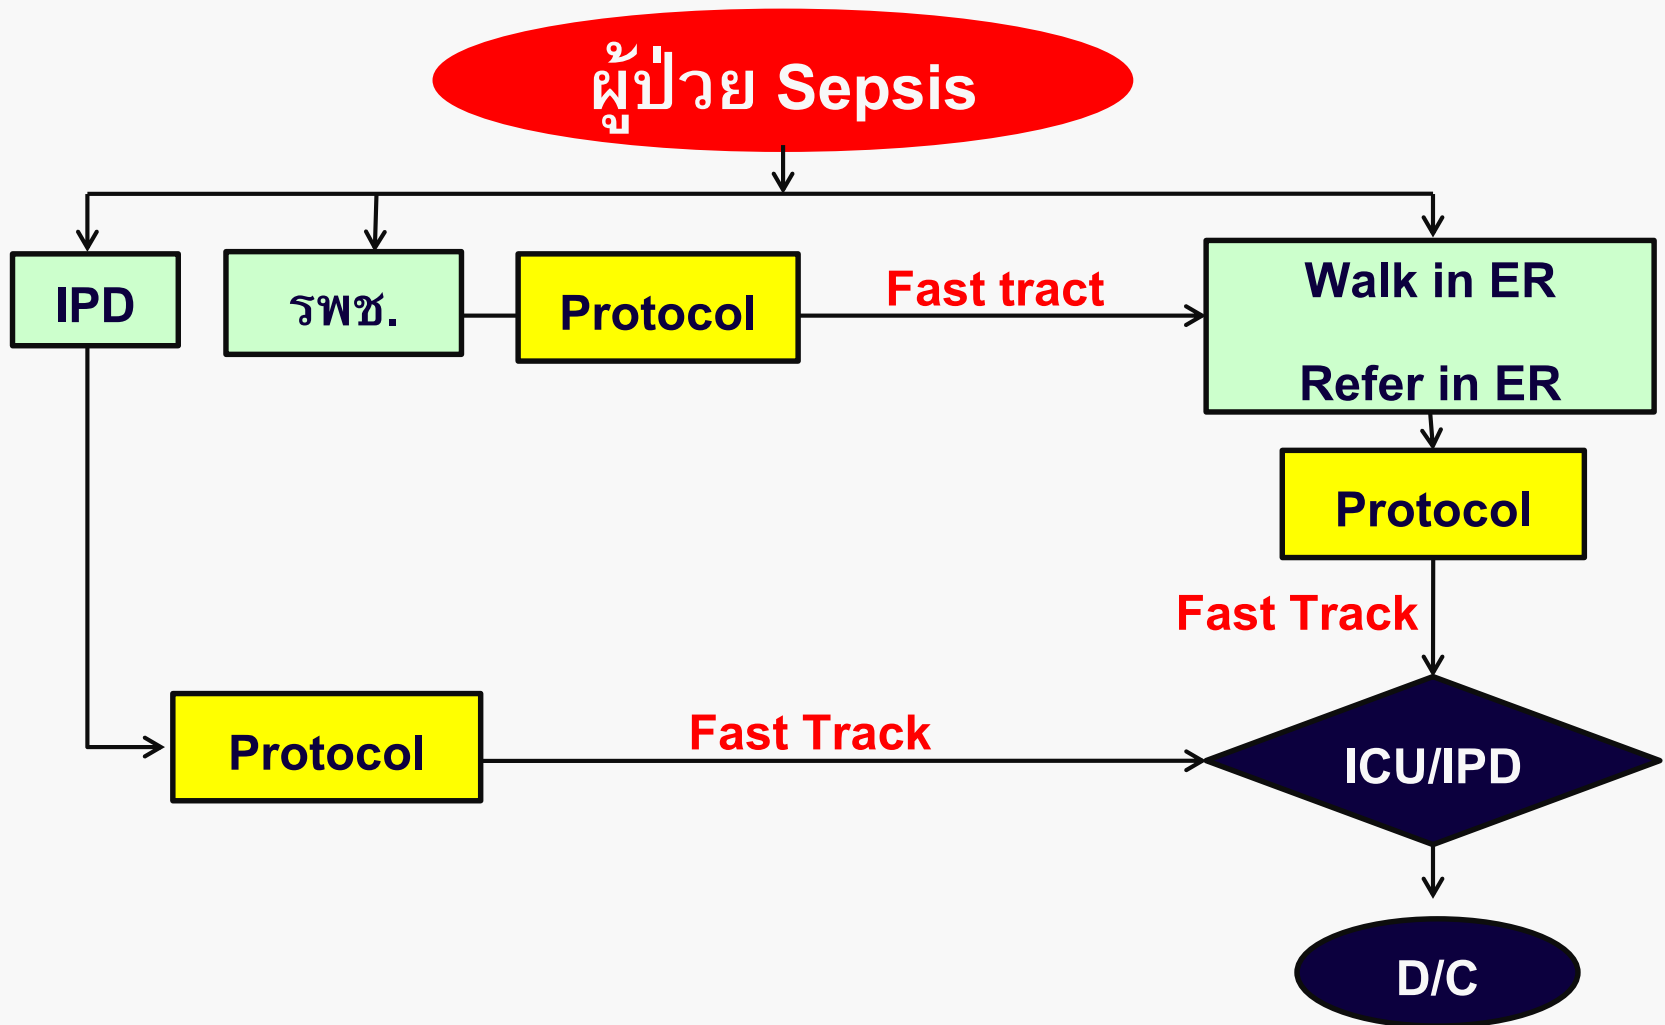 ผู้ป่วย Sepsis
IPD
รพช.
Protocol
Fast tract
Walk in ER
Refer in ER
Protocol
Fast Track
Protocol
Fast Track
ICU/IPD
D/C